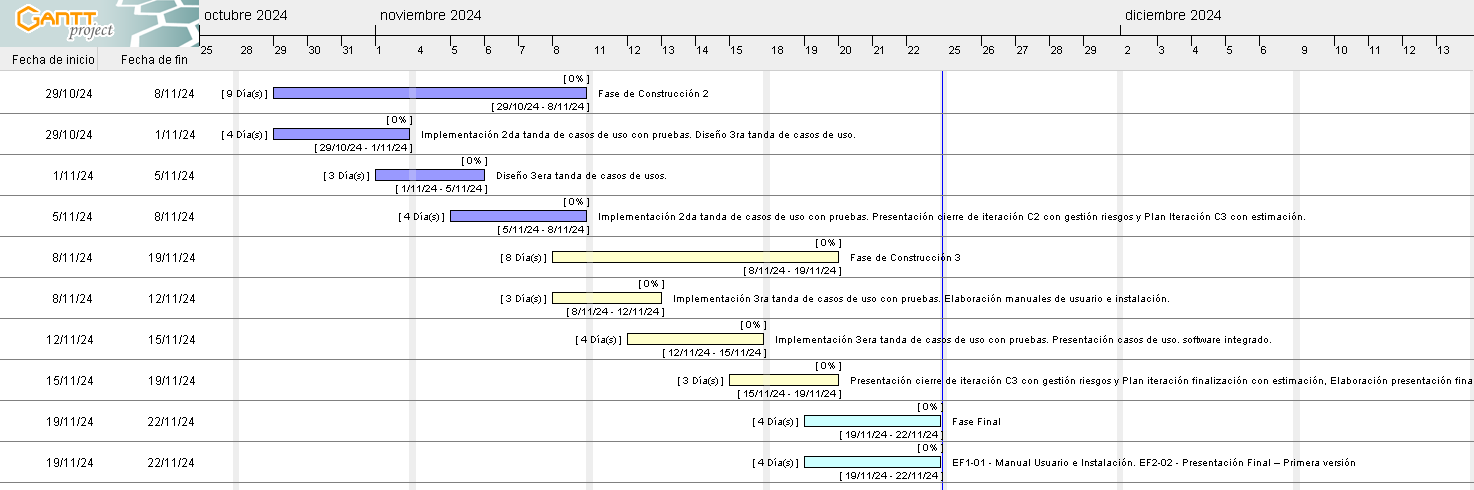 GANTT project
octubre 2024 noviembre 2024 diciembre 2024
25 28 29 30 31 1 4 5 6 7 8 11 12 13 14 15 18 19 20 21 22 25 26 27 28 29 2 3 4 5 6 9 10 11 12 13
Fecha de inicio Fecha de fin
[ 0% ]
29/10/24 8/11/24 [ 9 Día(s) ] Fase de Construcción 2
[ 29/10/24 - 8/11/24 ]
[ 0% ]
29/10/24 1/11/24 [ 4 Día(s) ] Implementación 2da tanda de casos de uso con pruebas. Diseño 3ra tanda de casos de uso.
[ 29/10/24 - 1/11/24 ]
[ 0% ]
1/11/24 5/11/24 [ 3 Día(s) ] Diseño 3era tanda de casos de usos.
[ 1/11/24 - 5/11/24 ]
[ 0% ]
5/11/24 8/11/24 [ 4 Día(s) ] Implementación 2da tanda de casos de uso con pruebas. Presentación cierre de iteración C2 con gestión riesgos y Plan Iteración C3 con estimación.
[ 5/11/24 - 8/11/24 ]
[ 0% ]
8/11/24 19/11/24 [ 8 Día(s) ] Fase de Construcción 3
[ 8/11/24 - 19/11/24 ]
[ 0% ]
8/11/24 12/11/24 [ 3 Día(s) ] Implementación 3ra tanda de casos de uso con pruebas. Elaboración manuales de usuario e instalación.
[ 8/11/24 - 12/11/24 ]
[ 0% ]
12/11/24 15/11/24 [ 4 Día(s) ] Implementación 3era tanda de casos de uso con pruebas. Presentación casos de uso. software integrado.
[ 12/11/24 - 15/11/24 ]
[ 0% ]
15/11/24 19/11/24 [ 3 Día(s) ] Presentación cierre de iteración C3 con gestión riesgos y Plan iteración finalización con estimación, Elaboración presentación fina
[ 15/11/24 - 19/11/24 ]
[ 0% ]
19/11/24 22/11/24 [ 4 Día(s) ] Fase Final
[ 19/11/24 - 22/11/24 ]
[ 0% ]
19/11/24 22/11/24 [ 4 Día(s) ] EF1-01 - Manual Usuario e Instalación. EF2-02 - Presentación Final – Primera versión
[ 19/11/24 - 22/11/24 ]